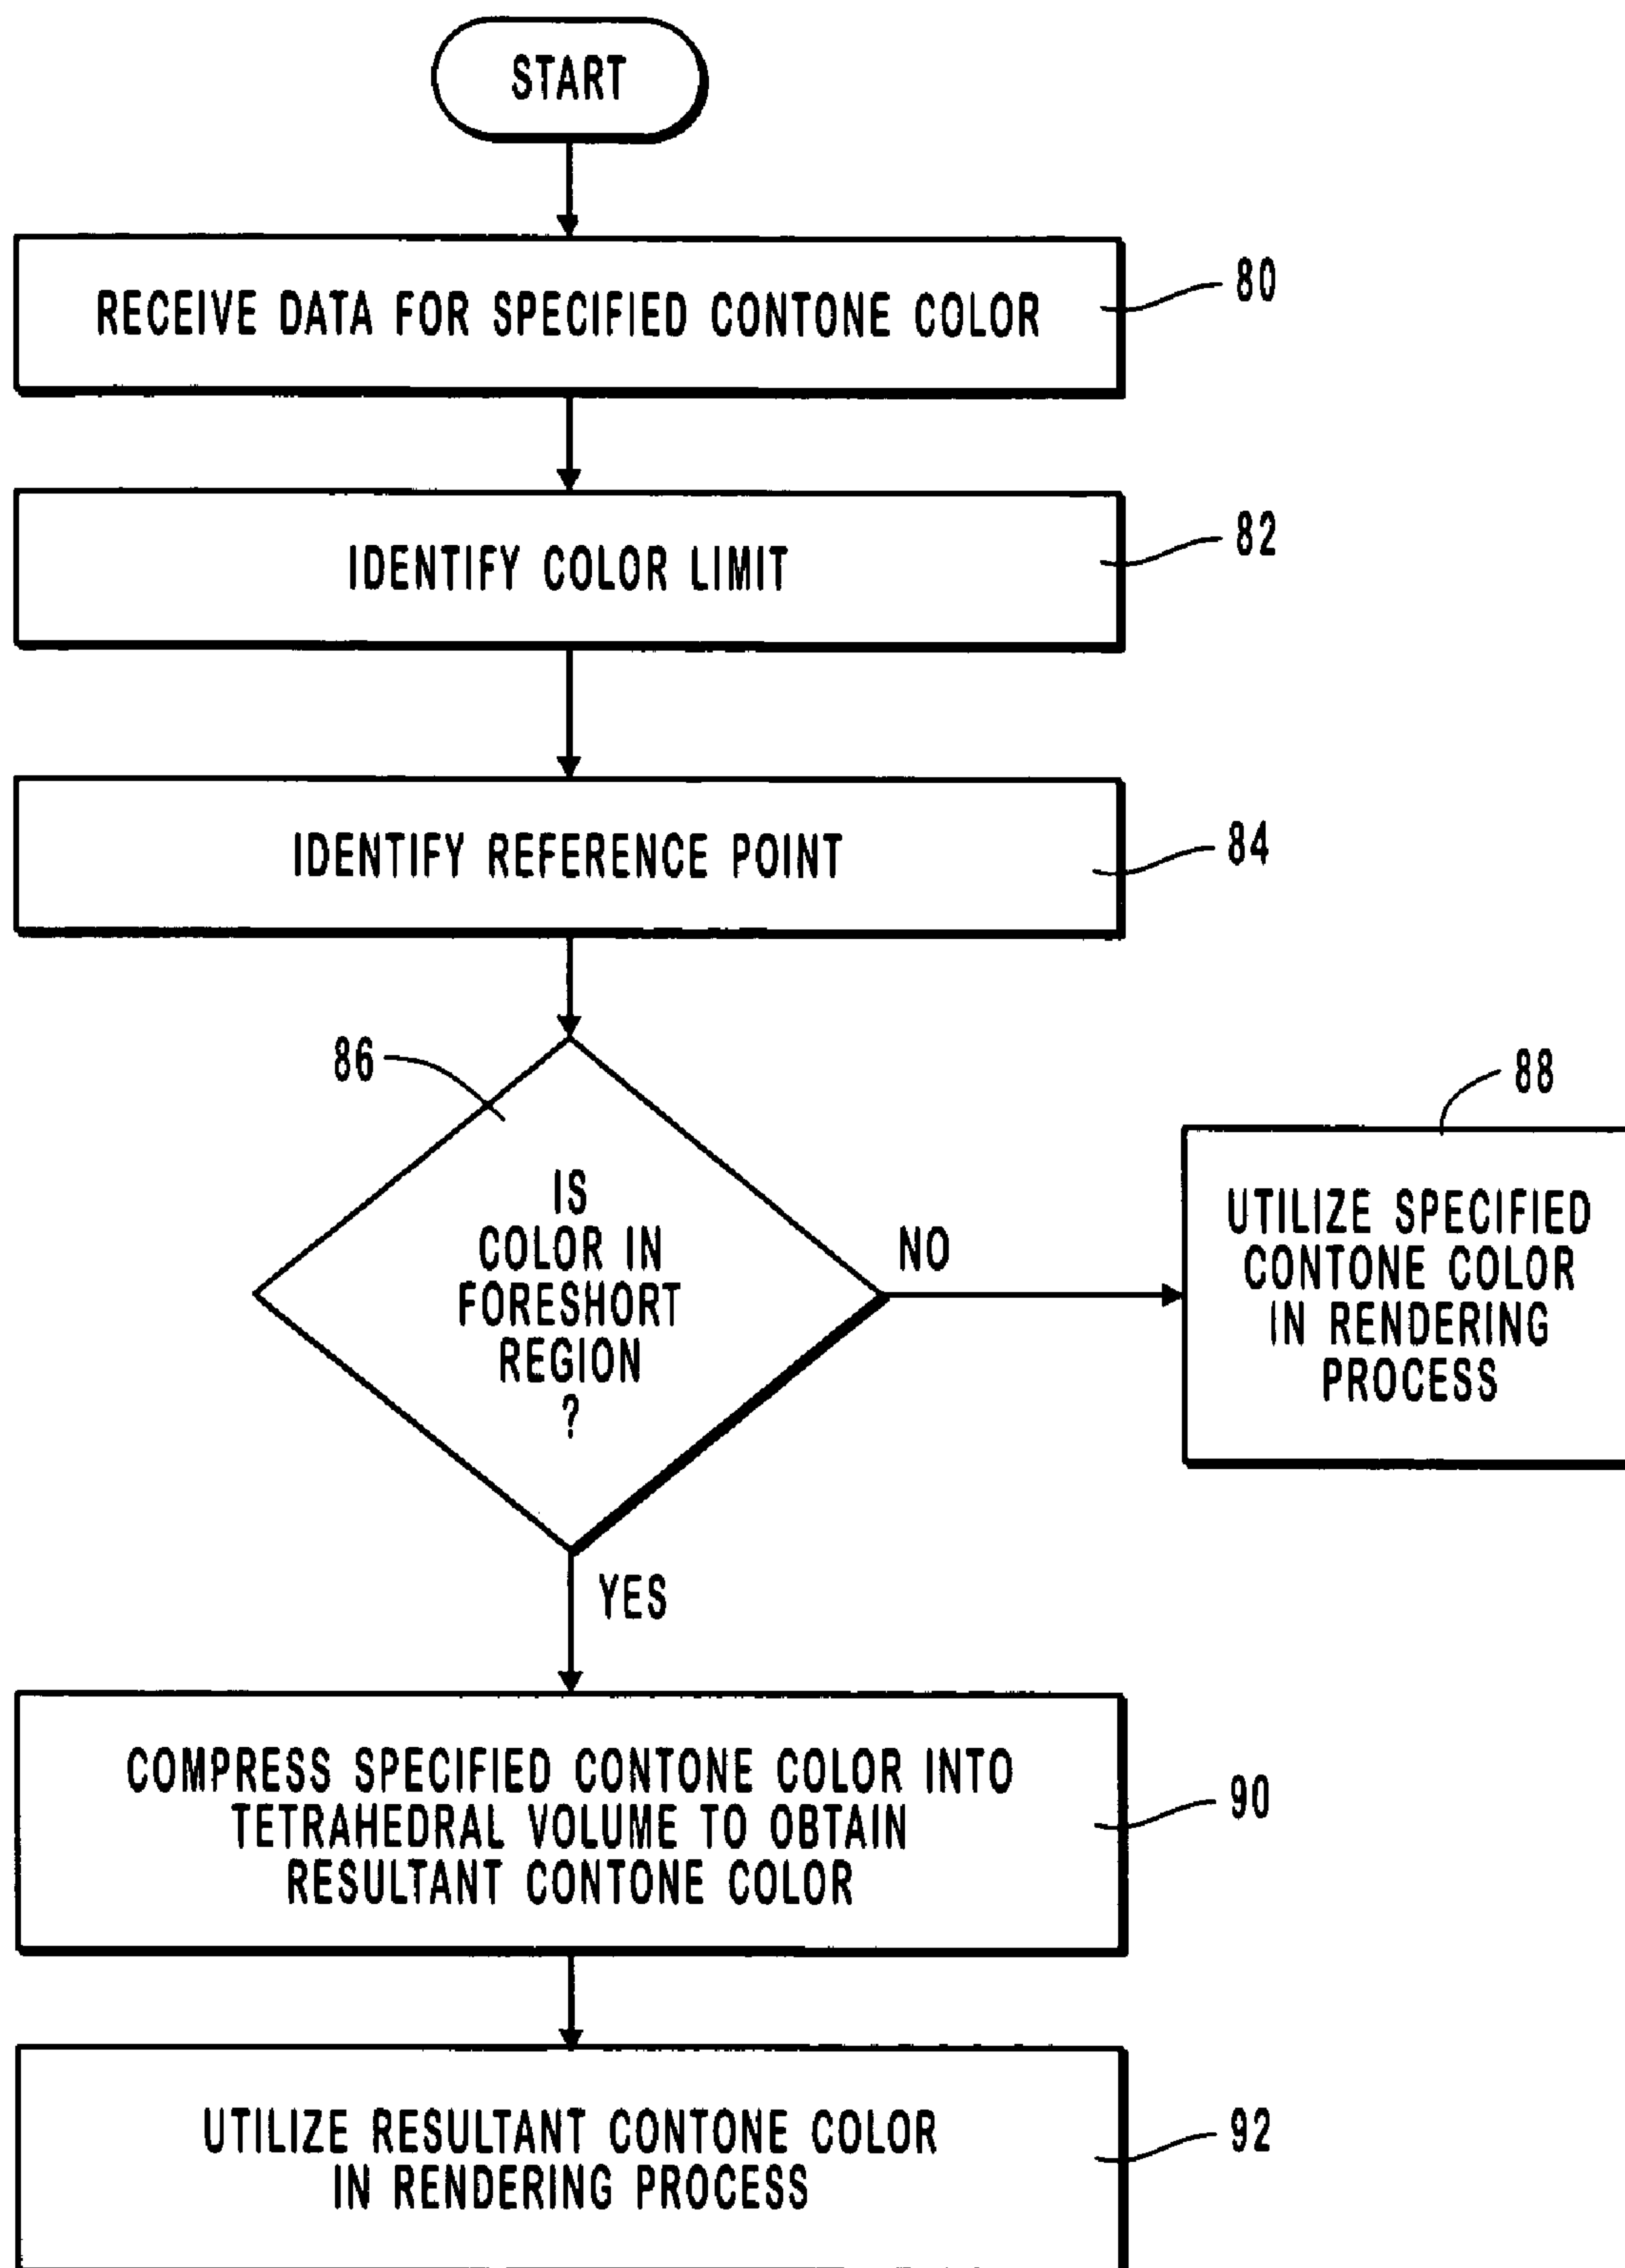 START
RECEIVE DATA FOR SPECIFIED CONTONE COLOR
80
IDENTIFY COLOR LIMIT
82
IDENTIFY REFERENCE POINT
84
86
IS
COLOR IN
FORESHORT
REGION
?
NO
88
UTILIZE SPECIFIED
CONTONE COLOR
IN RENDERING
PROCESS
YES
COMPRESS SPECIFIED CONTONE COLOR INTO
TETRAHEDRAL VOLUME TO OBTAIN
RESULTANT CONTONE COLOR
90
UTILIZE RESULTANT CONTONE COLOR
IN RENDERING PROCESS
92